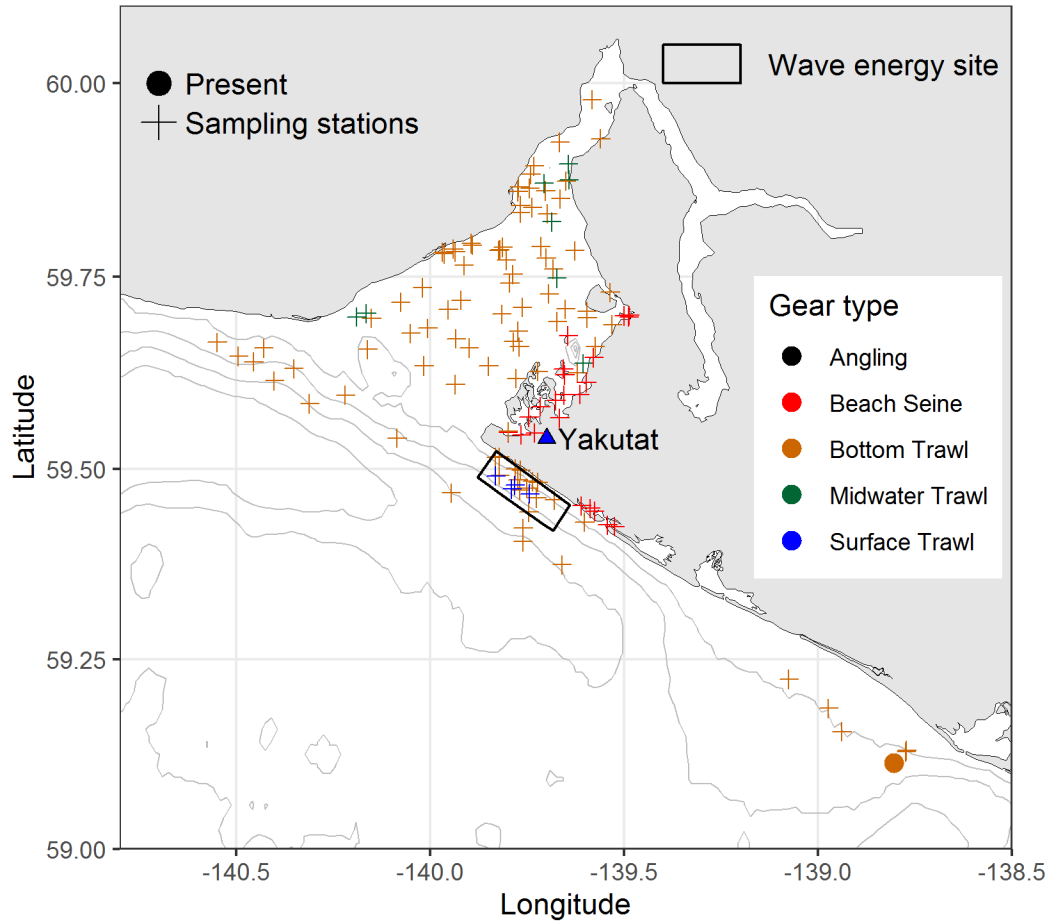 Present
Sampling stations
Wave energy site
60.00
59.75
59.50
59.25
59.00
Latitude
Yakutat
Gear type
Angling
Beach Seine
Bottom Trawl
Midwater Trawl
Surface Trawl
-140.5
-140.0
-139.5
-139.0
-138.5
Longitude